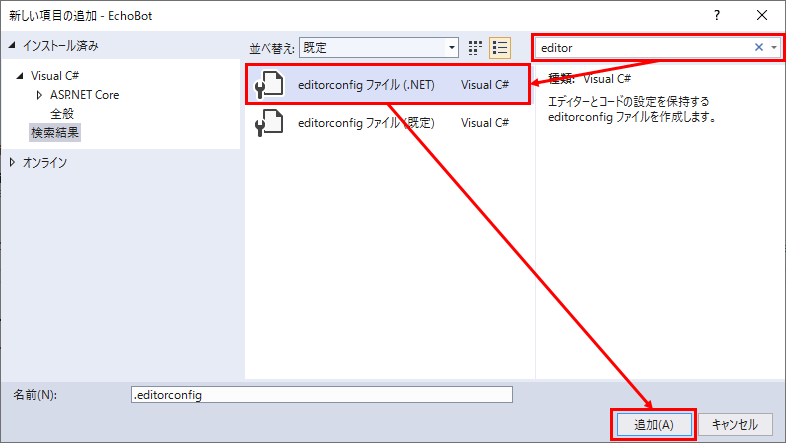 新しい項目の追加 - EchoBot
?
インストール済み
並べ替え: 既定
editor
Visual C#
ASP.NET Core
全般
検索結果
オンライン
editorconfig ファイル (.NET) Visual C#
editorconfig ファイル (既定) Visual C#
種類: Visual C#
エディターとコードの設定を保持する
editorconfig ファイルを作成します。
名前(N): .editorconfig
追加(A)
キャンセル